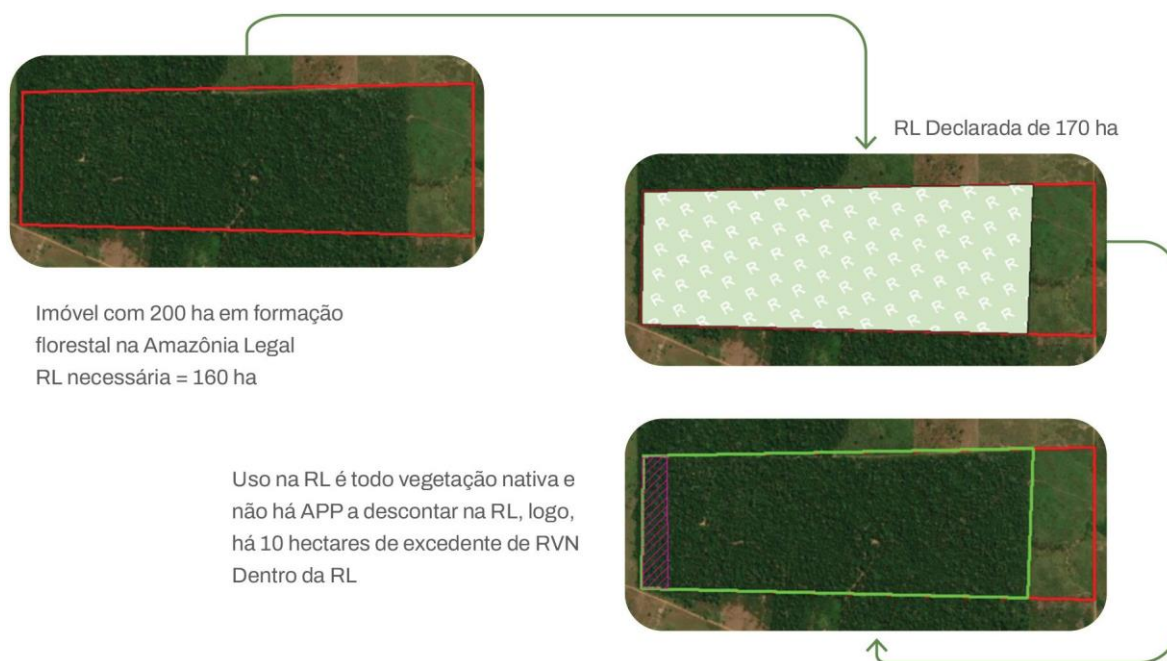 RL Declarada de 170 ha
Imóvel com 200 ha em formação
florestal na Amazônia Legal
RL necessária = 160 ha
Uso na RL é todo vegetação nativa e
não há APP a descontar na RL, logo,
há 10 hectares de excedente de RVN
Dentro da RL